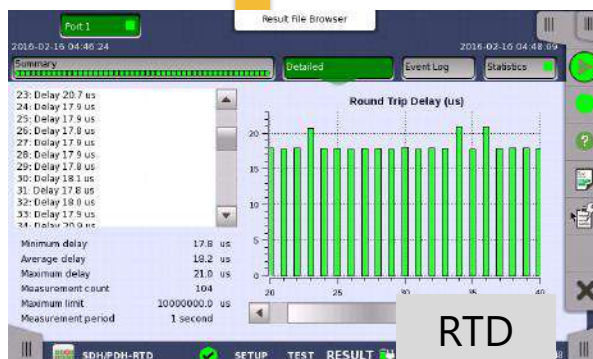 Port 1
Result File Browser
2016-02-16 04:46:24
2016-02-16 04:48:09
Summary
Detailed
Event Log
Statistics
23: Delay 20.7 us
24: Delay 17.9 us
25: Delay 17.9 us
26: Delay 17.8 us
27: Delay 17.9 us
28: Delay 17.9 us
29: Delay 17.8 us
30: Delay 18.1 us
31: Delay 17.8 us
32: Delay 18.0 us
33: Delay 17.9 us
34: Delay 20.9 us
Round Trip Delay (us)
20
15
10
5
0
20 25 30 35 40
Minimum delay 17.8 us
Average delay 18.2 us
Maximum delay 21.0 us
Measurement count 104
Maximum limit 10000000.0 us
Measurement period 1 second
RTD
SDH/PDH-RTD SETUP TEST RESULT